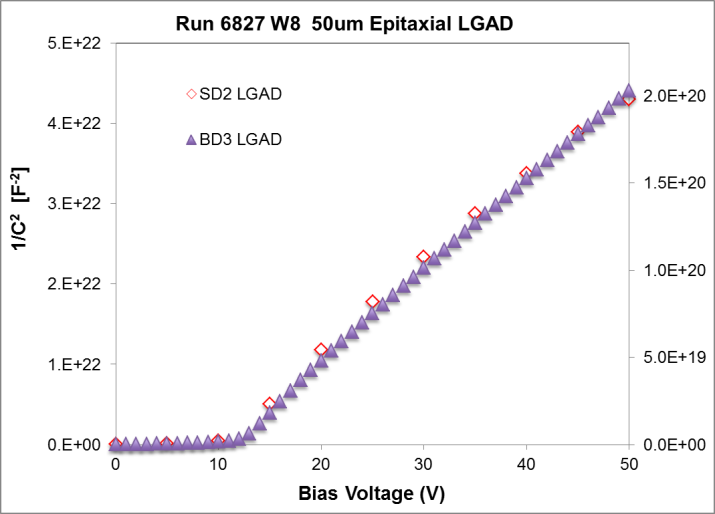 Run 6827 W8  50um Epitaxial LGAD
5.E+22
4.E+22
3.E+22
2.E+22
1.E+22
0.E+00
1/C² [F⁻²]
SD2 LGAD
BD3 LGAD
2.0E+20
1.5E+20
1.0E+20
5.0E+19
0.0E+00
0 10 20 30 40 50
Bias Voltage (V)